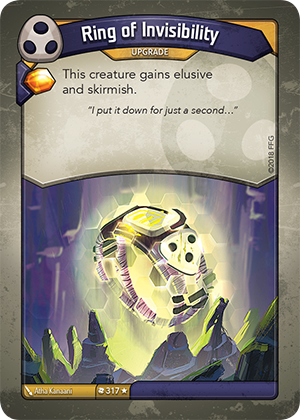 Ring of Invisibility
UPGRADE
This creature gains elusive
and skirmish.
“I put it down for just a second…”
©2018 FFG
Atha Kanaani
317